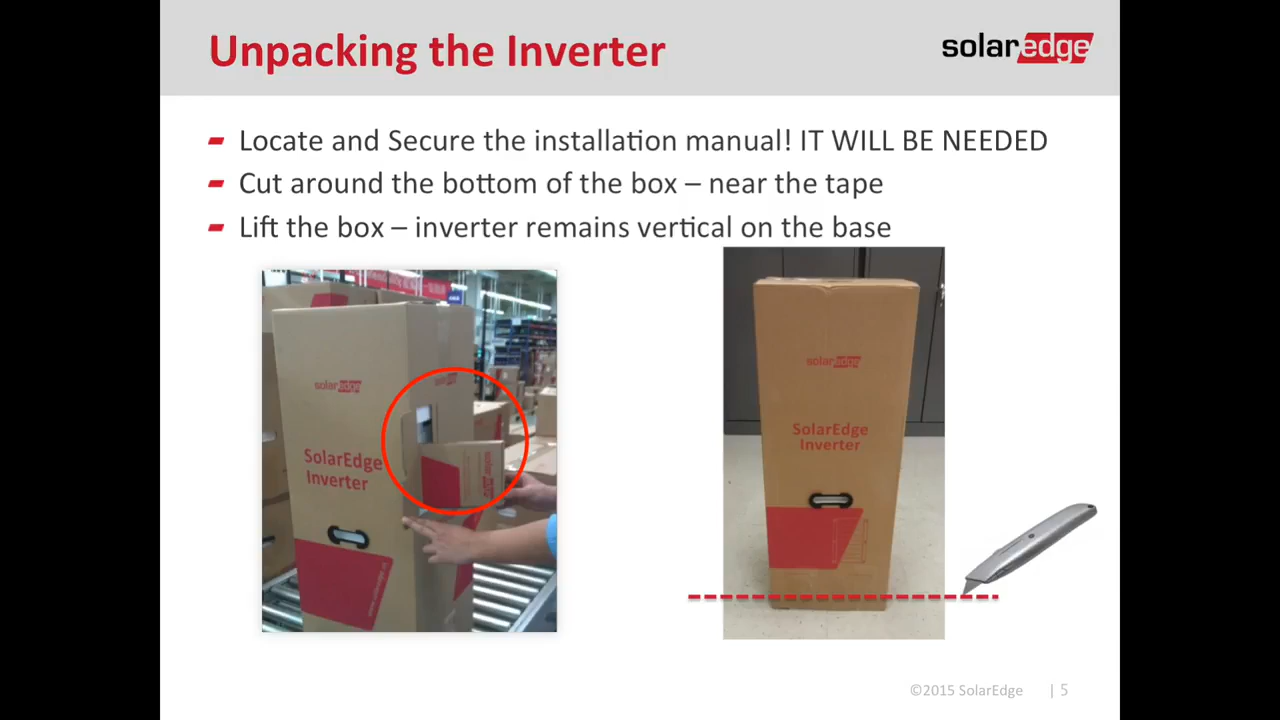 Unpacking the Inverter
solaredge
Locate and Secure the installation manual! IT WILL BE NEEDED
Cut around the bottom of the box – near the tape
Lift the box – inverter remains vertical on the base
solaredge
solaredge
SolarEdge
Inverter
solaredge
SolarEdge
Inverter
©2015 SolarEdge | 5